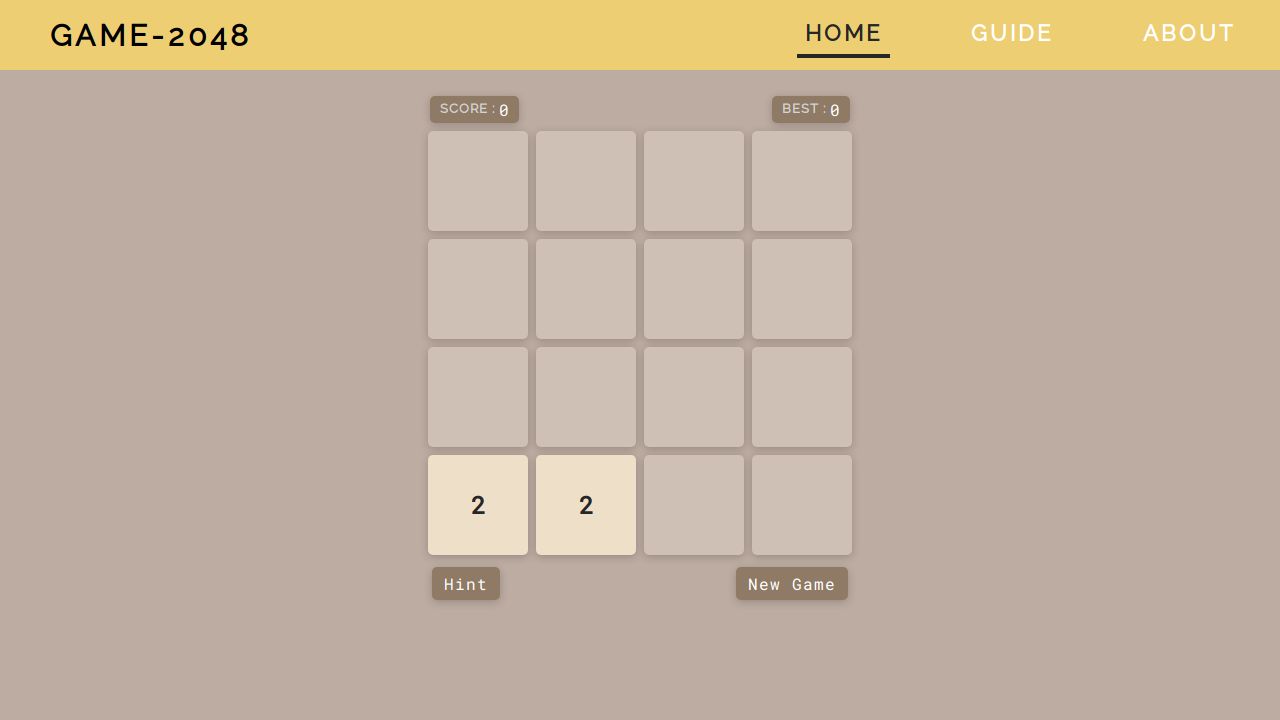 GAME-2048
HOME GUIDE ABOUT
SCORE : 0
BEST : 0
2 2
Hint
New Game